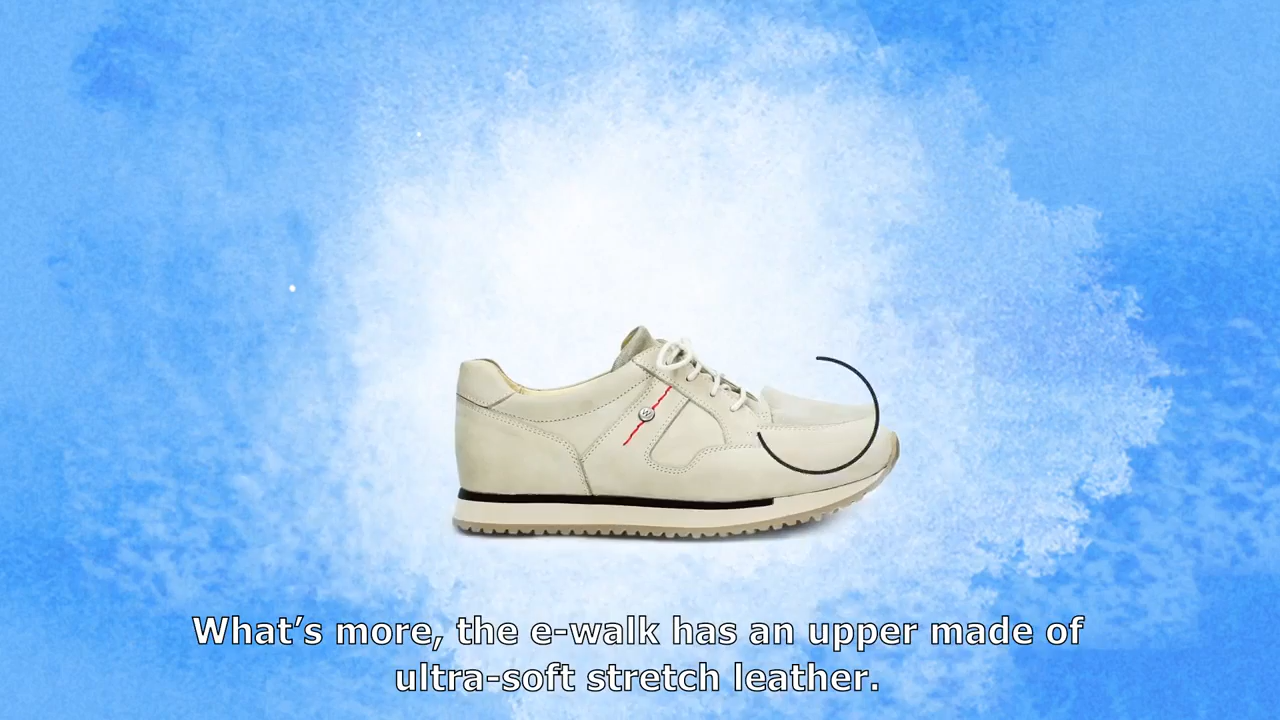 What’s more, the e-walk has an upper made of
ultra-soft stretch leather.